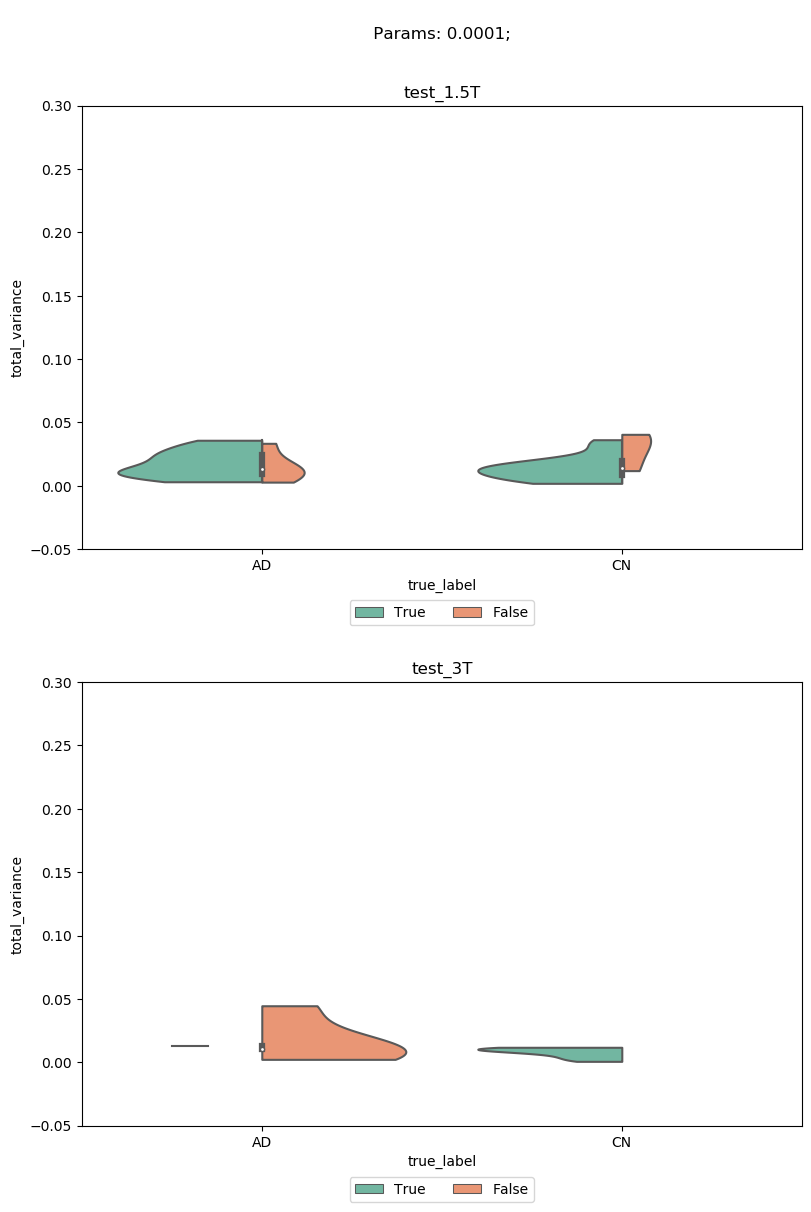 Params: 0.0001;
test_1.5T
0.30
0.25
0.20
0.15
0.10
0.05
0.00
−0.05
total_variance
AD CN
true_label
True False
test_3T
0.30
0.25
0.20
0.15
0.10
0.05
0.00
−0.05
total_variance
AD CN
true_label
True False